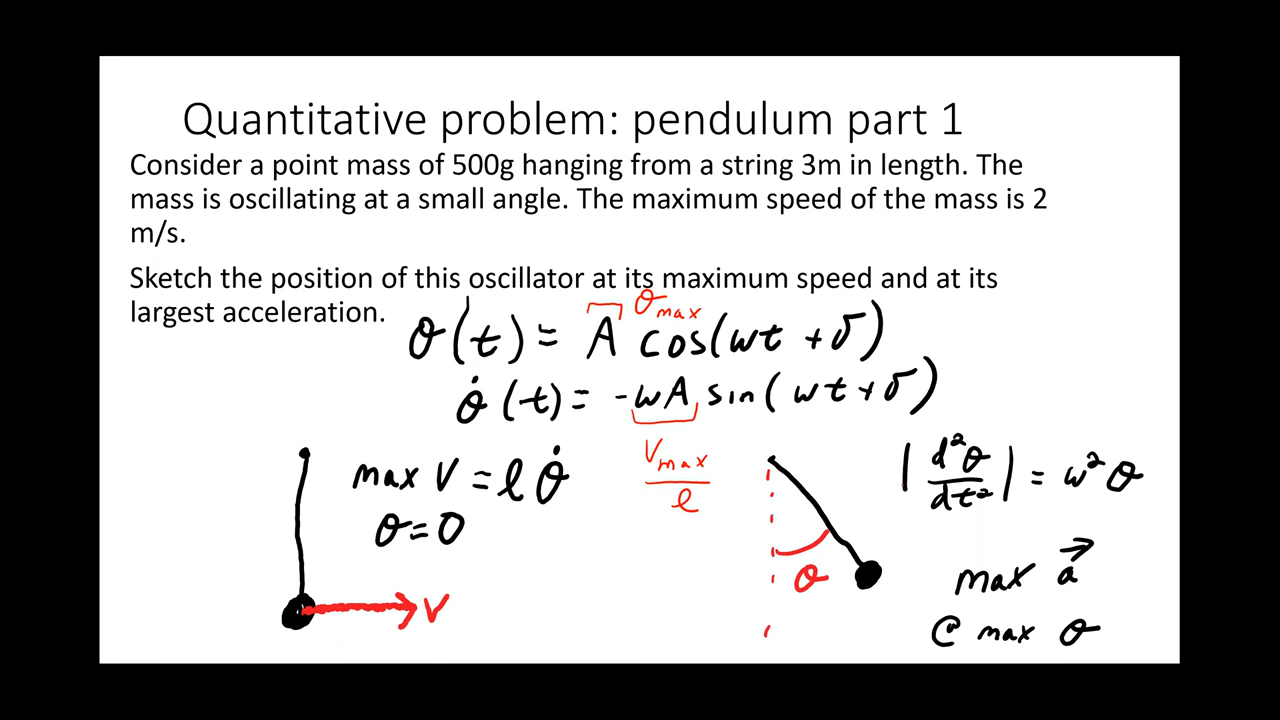 Quantitative problem: pendulum part 1
Consider a point mass of 500g hanging from a string 3m in length. The
mass is oscillating at a small angle. The maximum speed of the mass is 2
m/s.
Sketch the position of this oscillator at its maximum speed and at its
largest acceleration.
θmax
θ(t) = A cos(ωt + δ)
θ̇(t) = -ωA sin(ωt + δ)
max V = ℓθ̇
θ = 0
Vmax / ℓ
|d²θ/dt²| = ω²θ
θ
max a⃗
@ max θ
V